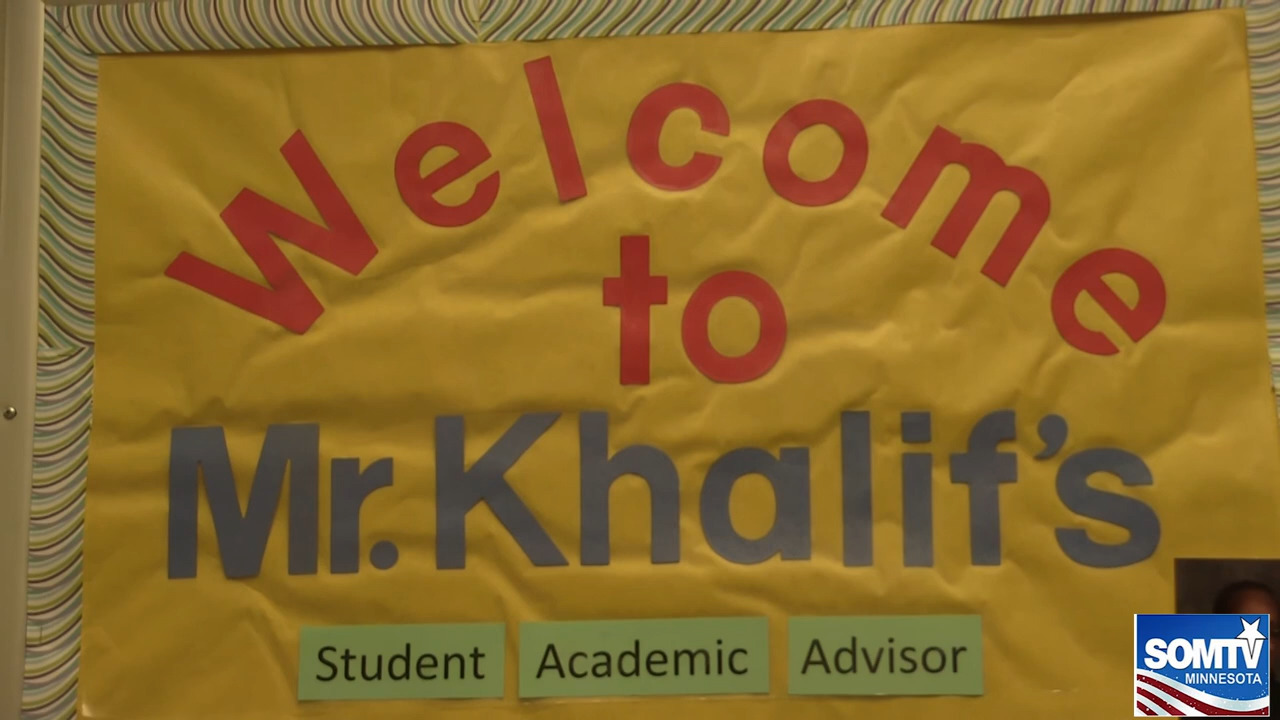 Welcome
to
Mr. Khalif's
Student Academic Advisor
SOMTV
MINNESOTA